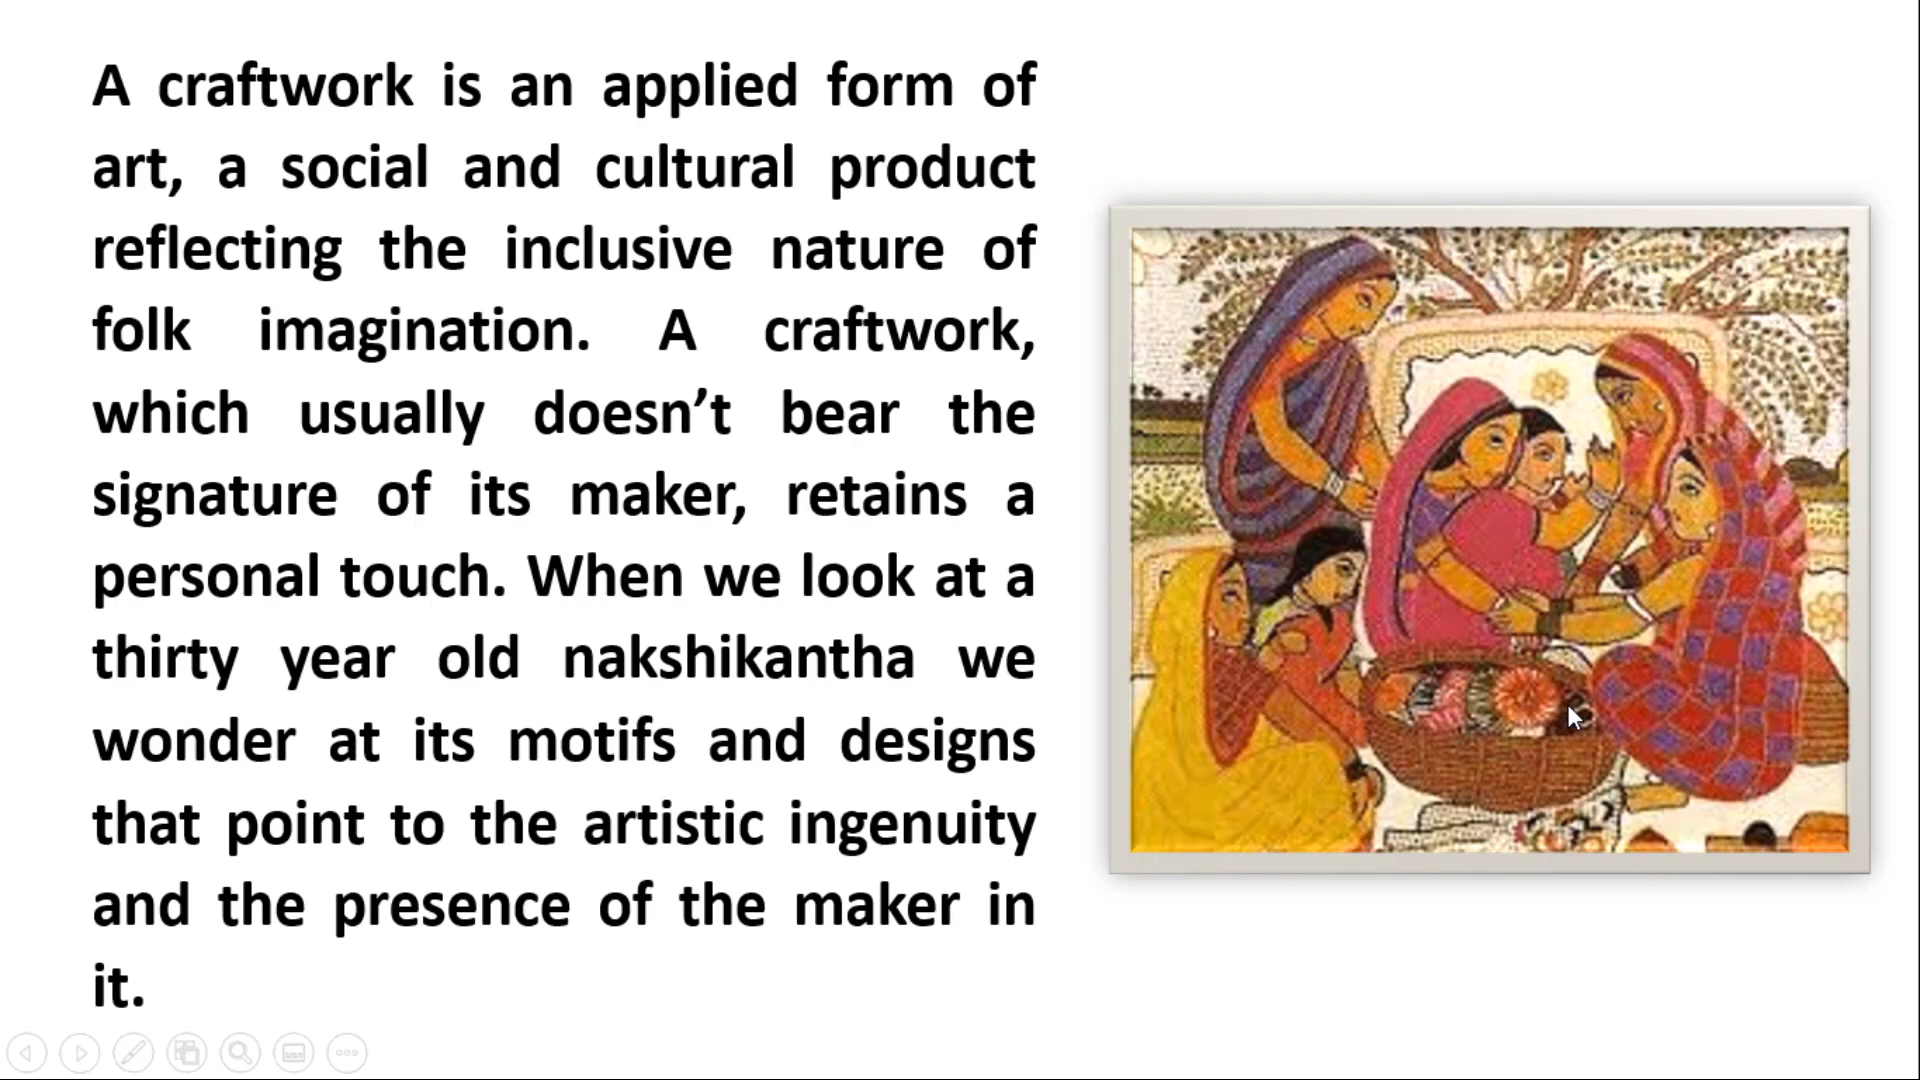 A craftwork is an applied form of
art, a social and cultural product
reflecting the inclusive nature of
folk imagination. A craftwork,
which usually doesn’t bear the
signature of its maker, retains a
personal touch. When we look at a
thirty year old nakshikantha we
wonder at its motifs and designs
that point to the artistic ingenuity
and the presence of the maker in
it.